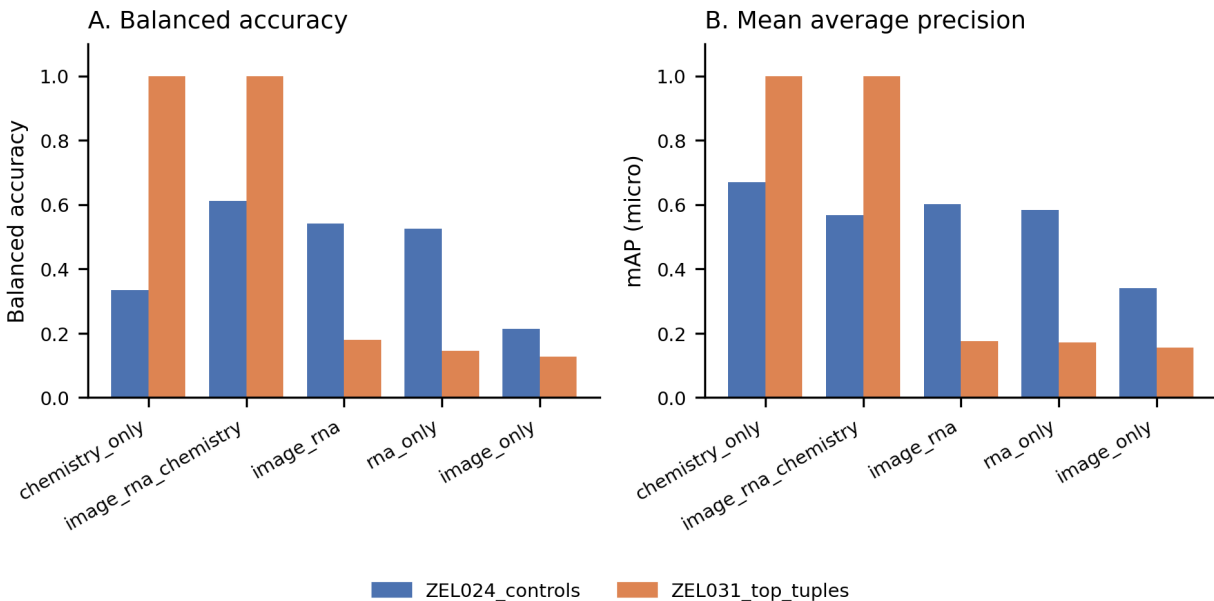 A. Balanced accuracy
Balanced accuracy
1.0
0.8
0.6
0.4
0.2
0.0
chemistry_only
image_rna_chemistry
image_rna
rna_only
image_only
B. Mean average precision
mAP (micro)
1.0
0.8
0.6
0.4
0.2
0.0
chemistry_only
image_rna_chemistry
image_rna
rna_only
image_only
ZEL024_controls
ZEL031_top_tuples